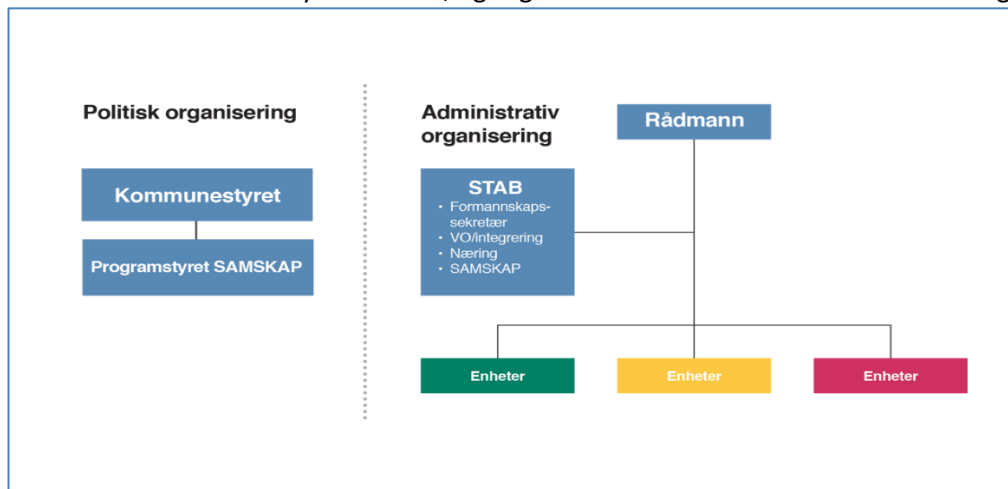 Politisk organisering
Kommunestyret
Programstyret SAMSKAP
Administrativ
organisering
Rådmann
STAB
• Formannskaps-
sekretær
• VO/integrering
• Næring
• SAMSKAP
Enheter
Enheter
Enheter